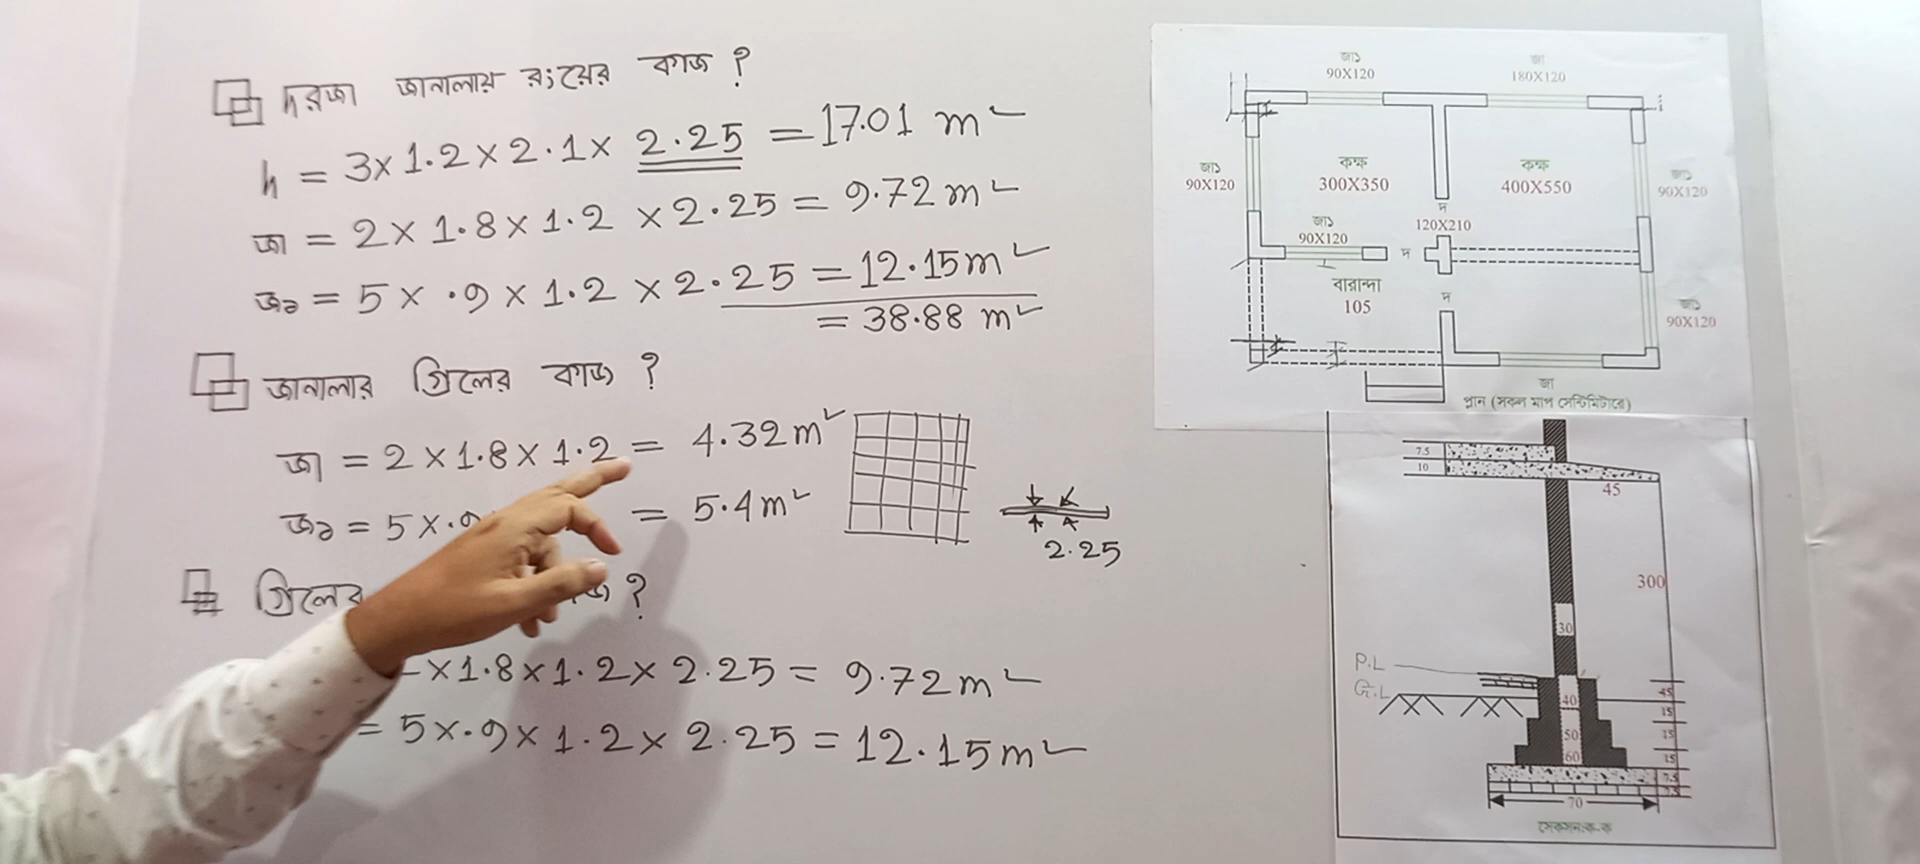 দরজা জানালায় রংয়ের কাজ ?
দ = 3x 1.2 x 2.1 x 2.25 = 17.01 m²
জা = 2 x 1.8 x 1.2 x 2.25 = 9.72 m²
জা১ = 5 x .9 x 1.2 x 2.25 = 12.15 m²
= 38.88 m²
জানালার গ্রিলের কাজ ?
জা = 2 x 1.8 x 1.2 = 4.32 m²
জা১ = 5 x .9 = 5.4 m²
2.25
গ্রিলের ?
x 1.8 x 1.2 x 2.25 = 9.72 m²
= 5 x .9 x 1.2 x 2.25 = 12.15 m²
জা১
90X120
জা
180X120
জা১
90X120
কক্ষ
300X350
কক্ষ
400X550
জা১
90X120
জা১
90X120
দ
120X210
দ
বারান্দা
105
দ
জা১
90X120
জা
প্লান (সকল মাপ সেন্টিমিটারে)
7.5
10
45
300
30
P.L
G.L
40
45
15
50
15
60
15
7.5
7.5
70
সেকসন:ক-ক